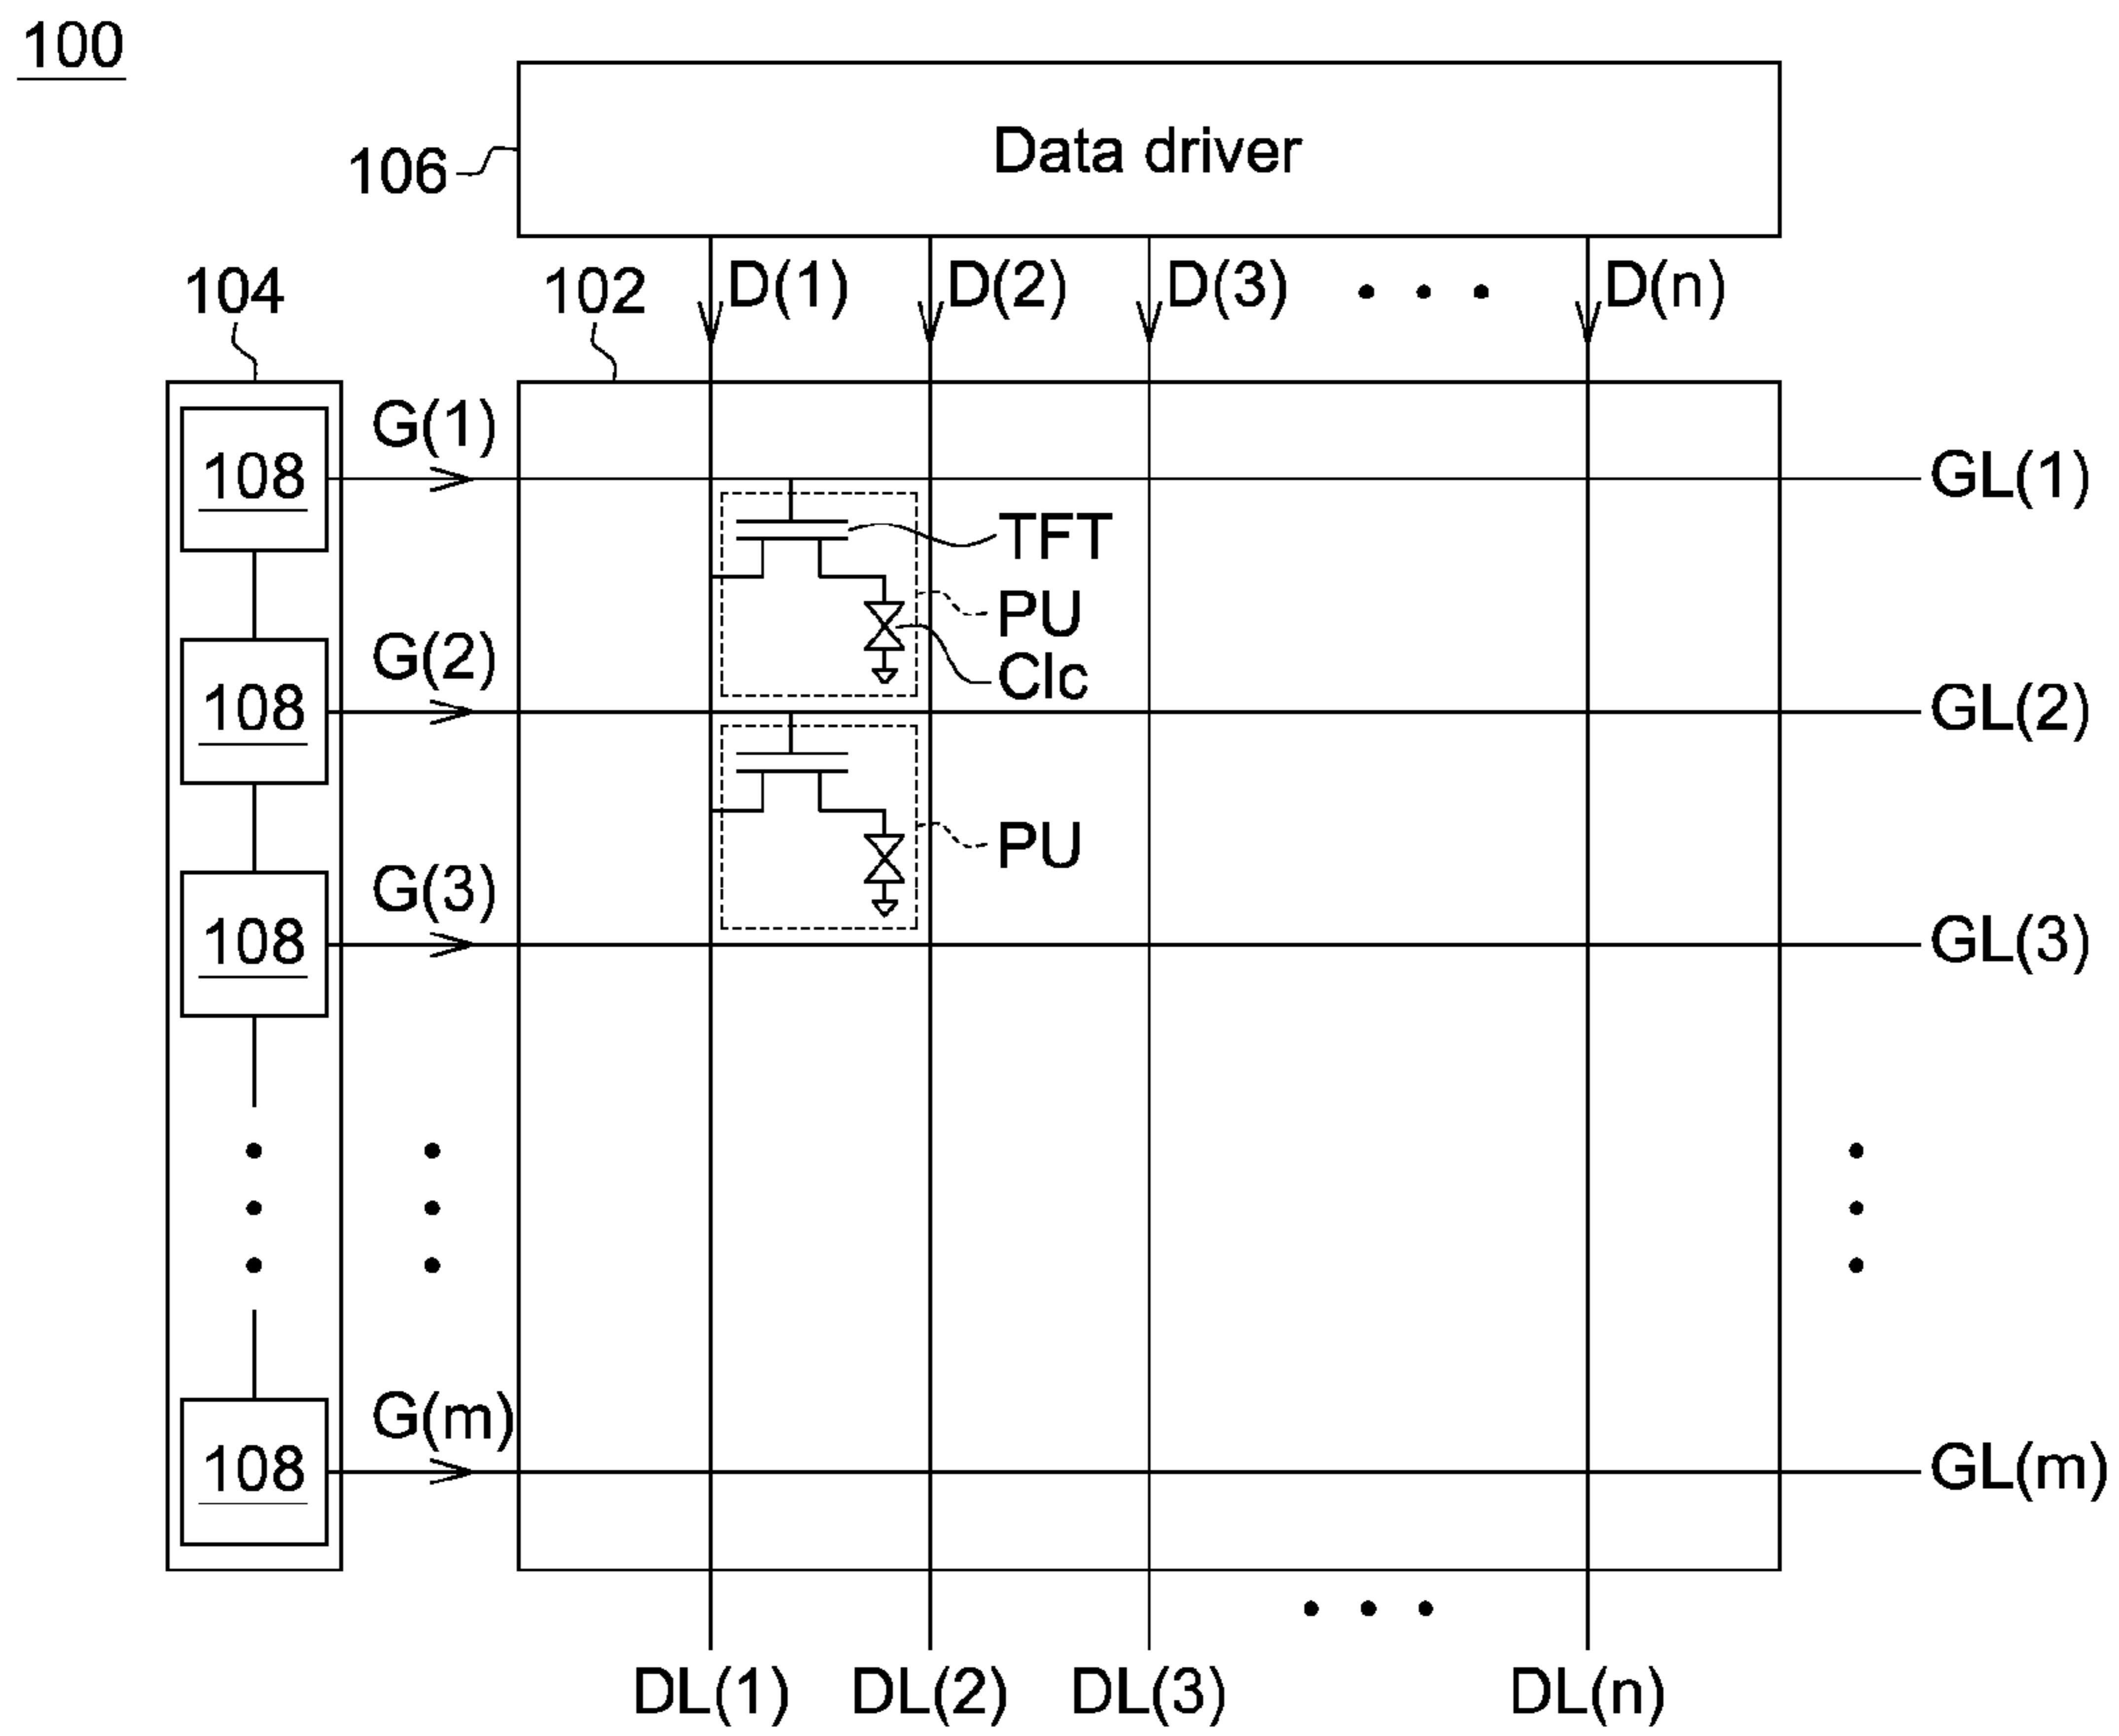 100
Data driver
106
104
102
D(1)
D(2)
D(3)
D(n)
G(1)
108
GL(1)
TFT
PU
Clc
G(2)
108
GL(2)
PU
G(3)
108
GL(3)
G(m)
108
GL(m)
DL(1)
DL(2)
DL(3)
DL(n)